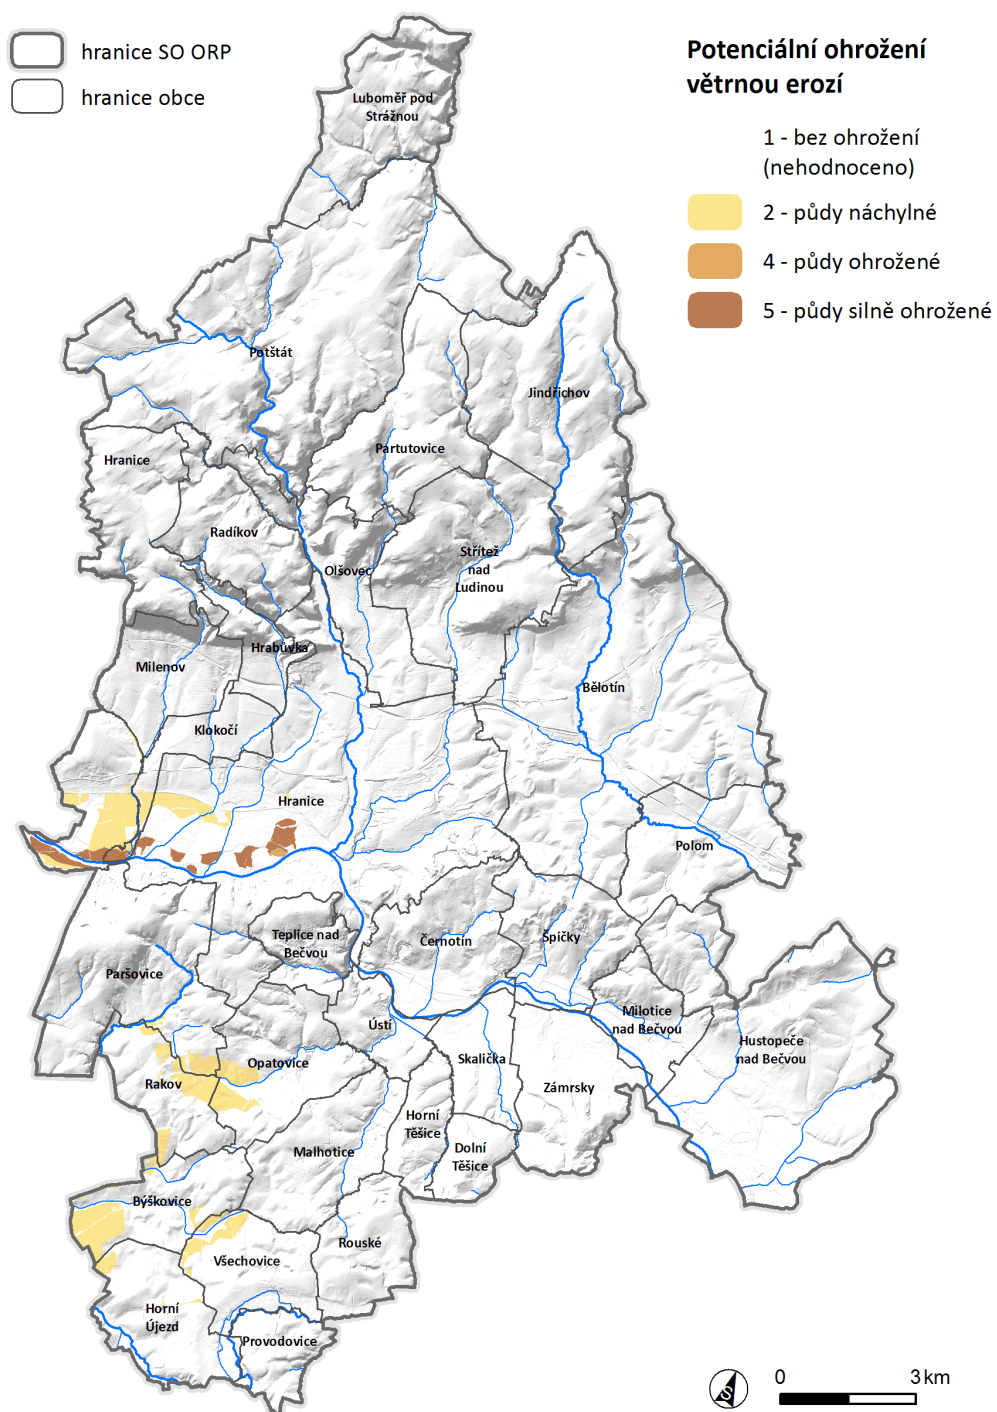 hranice SO ORP
hranice obce
Potenciální ohrožení
větrnou erozí
1 - bez ohrožení
(nehodnoceno)
2 - půdy náchylné
4 - půdy ohrožené
5 - půdy silně ohrožené
Luboměř pod
Strážnou
Potštát
Jindřichov
Partutovice
Hranice
Radíkov
Olšovec
Střítež
nad
Ludinou
Hrabůvka
Milenov
Bělotín
Klokočí
Hranice
Polom
Teplice nad
Bečvou
Černotín
Špičky
Paršovice
Ústí
Milotice
nad Bečvou
Hustopeče
nad Bečvou
Skalička
Opatovice
Rakov
Zámrsky
Horní
Těšice
Malhotice
Dolní
Těšice
Býškovice
Rouské
Všechovice
Horní
Újezd
Provodovice
S
0 3 km